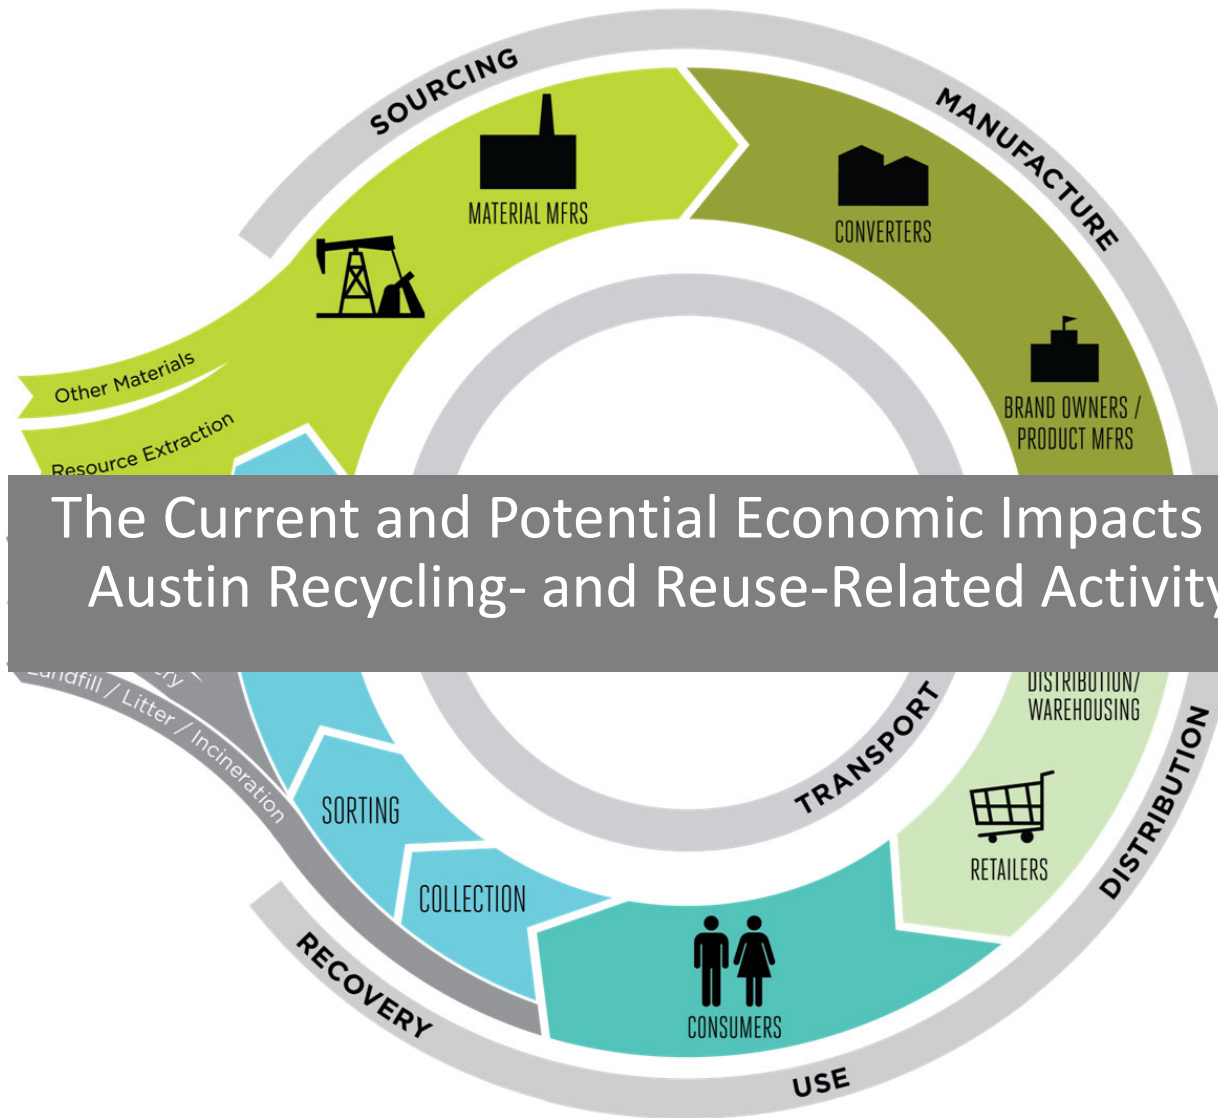 SOURCING
MANUFACTURE
MATERIAL MFRS
CONVERTERS
Other Materials
BRAND OWNERS /
PRODUCT MFRS
Resource Extraction
The Current and Potential Economic Impacts
Austin Recycling- and Reuse-Related Activity
DISTRIBUTION/
WAREHOUSING
Landfill / Litter / Incineration
TRANSPORT
DISTRIBUTION
SORTING
RETAILERS
COLLECTION
RECOVERY
CONSUMERS
USE